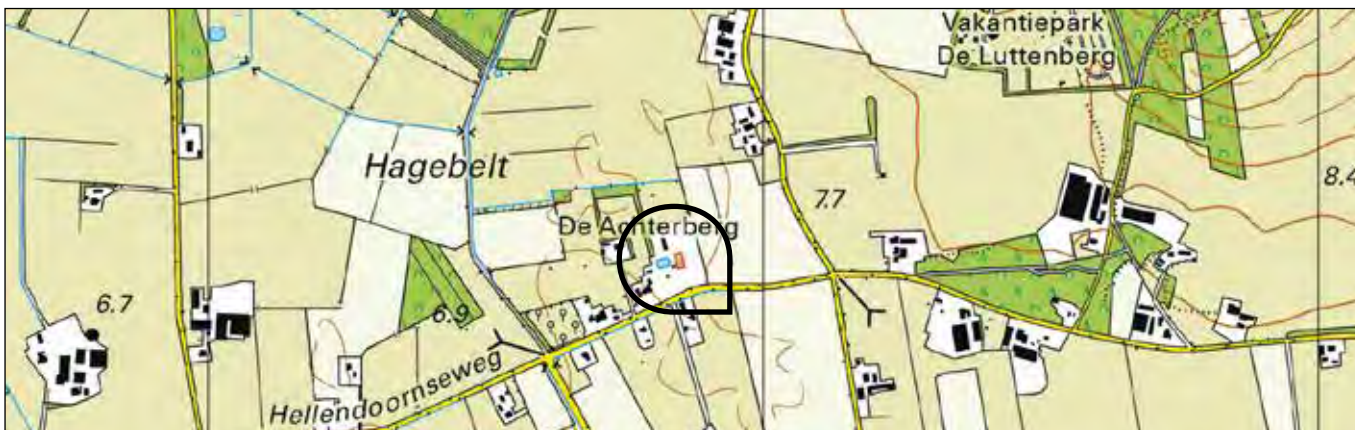 Vakantiepark
De Luttenberg
Hagebelt
8.4
7.7
De Achterberg
6.7
6.9
Hellendoornseweg